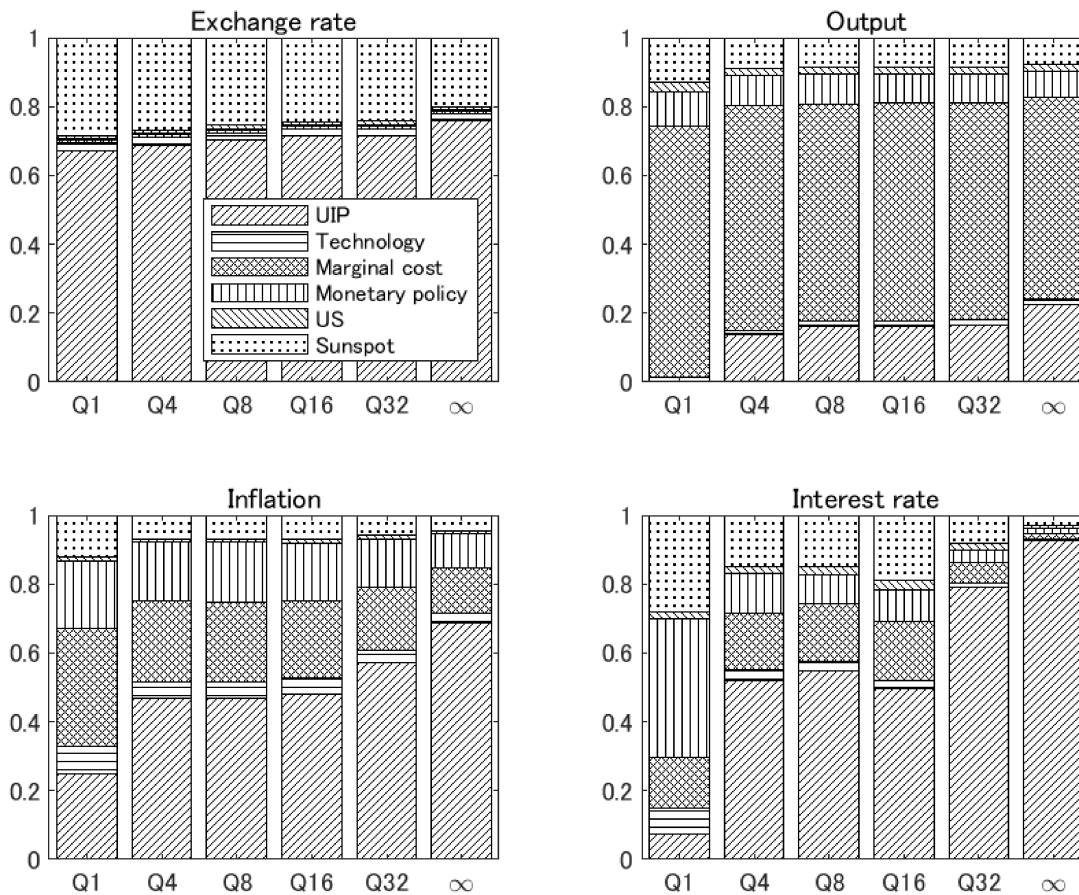 Exchange rate
1
0.8
0.6
0.4
0.2
0
Q1 Q4 Q8 Q16 Q32 ∞
UIP
Technology
Marginal cost
Monetary policy
US
Sunspot
Output
1
0.8
0.6
0.4
0.2
0
Q1 Q4 Q8 Q16 Q32 ∞
Inflation
1
0.8
0.6
0.4
0.2
0
Q1 Q4 Q8 Q16 Q32 ∞
Interest rate
1
0.8
0.6
0.4
0.2
0
Q1 Q4 Q8 Q16 Q32 ∞